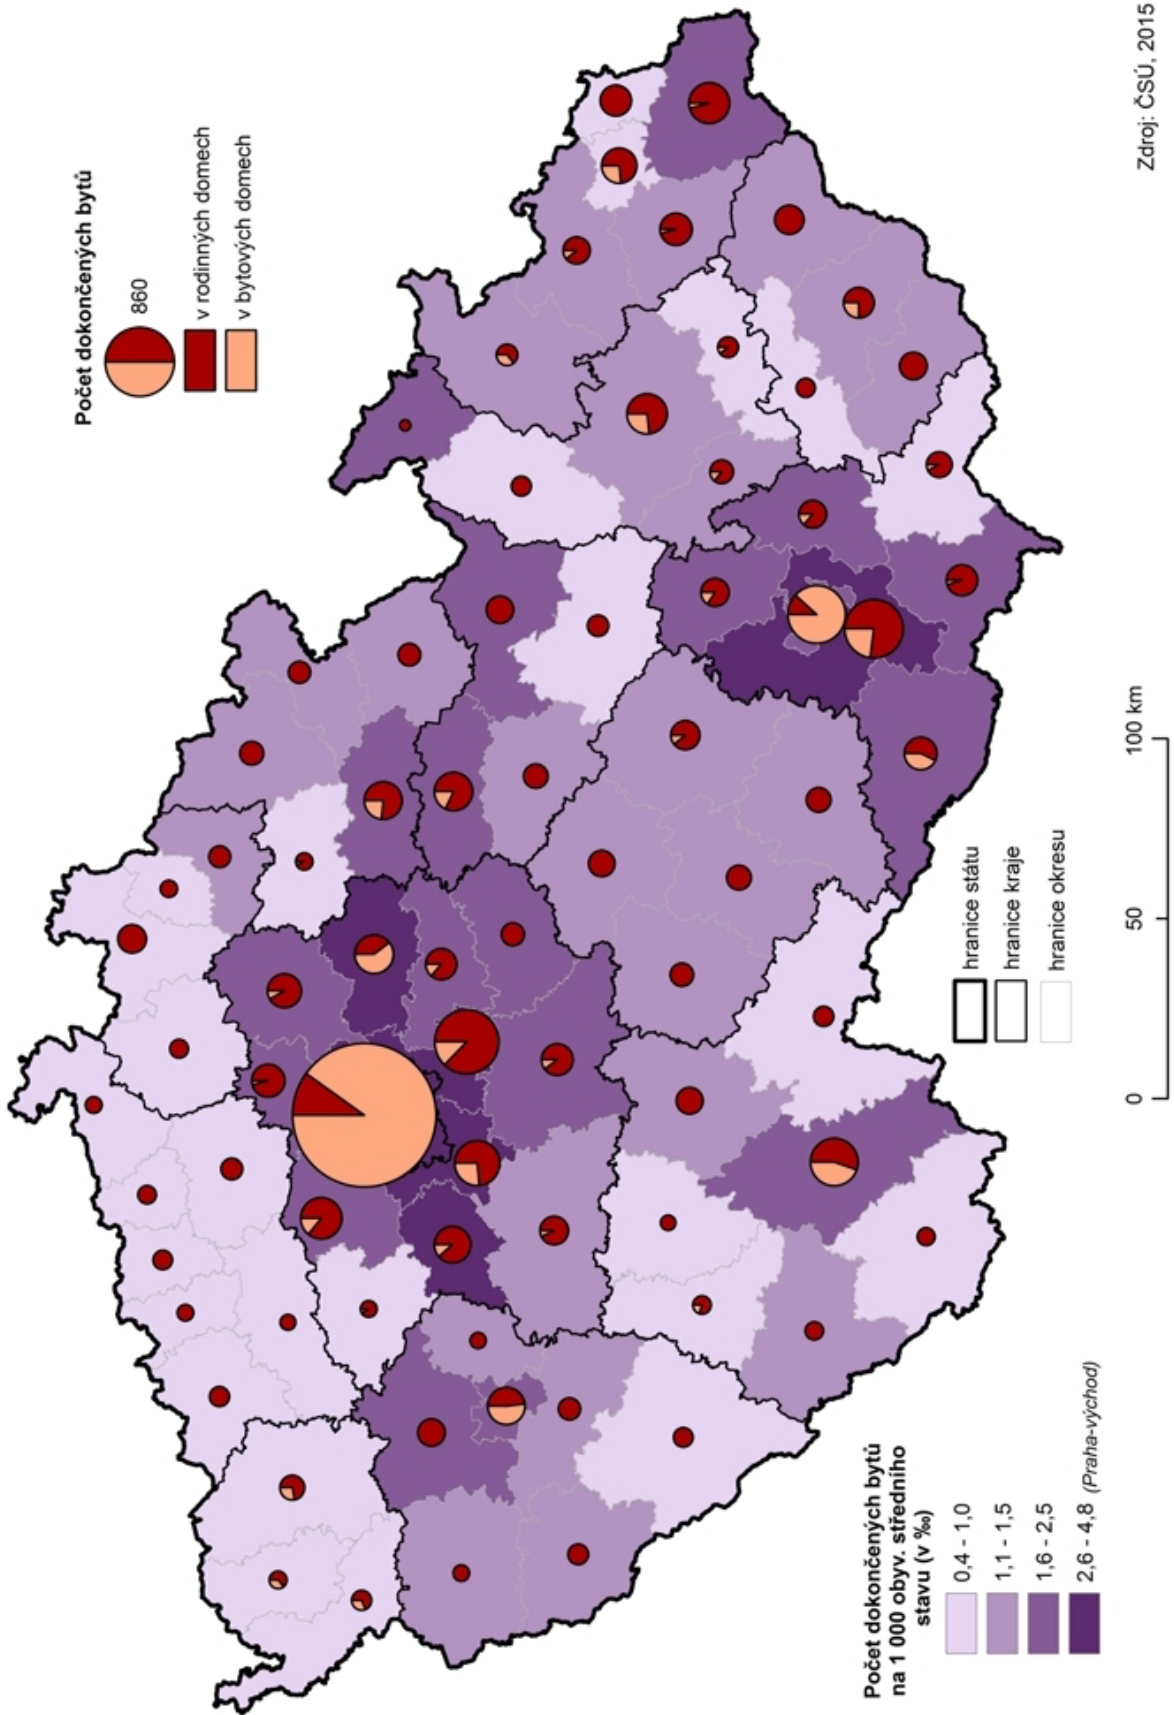 Počet dokončených bytů
860
v rodinných domech
v bytových domech
Počet dokončených bytů
na 1 000 obyv. středního
stavu (v ‰)
0,4 - 1,0
1,1 - 1,5
1,6 - 2,5
2,6 - 4,8 (Praha-východ)
hranice státu
hranice kraje
hranice okresu
0 50 100 km
Zdroj: ČSÚ, 2015